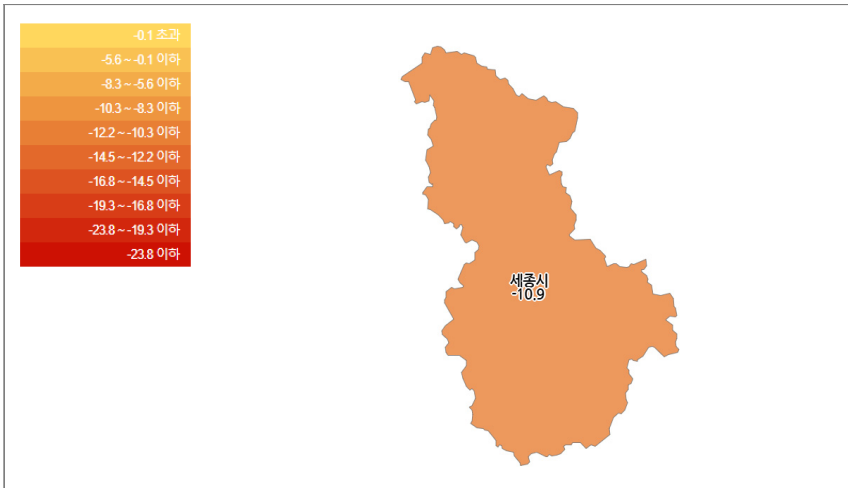 -0.1 초과
-5.6 ~ -0.1 이하
-8.3 ~ -5.6 이하
-10.3 ~ -8.3 이하
-12.2 ~ -10.3 이하
-14.5 ~ -12.2 이하
-16.8 ~ -14.5 이하
-19.3 ~ -16.8 이하
-23.8 ~ -19.3 이하
-23.8 이하
세종시
-10.9